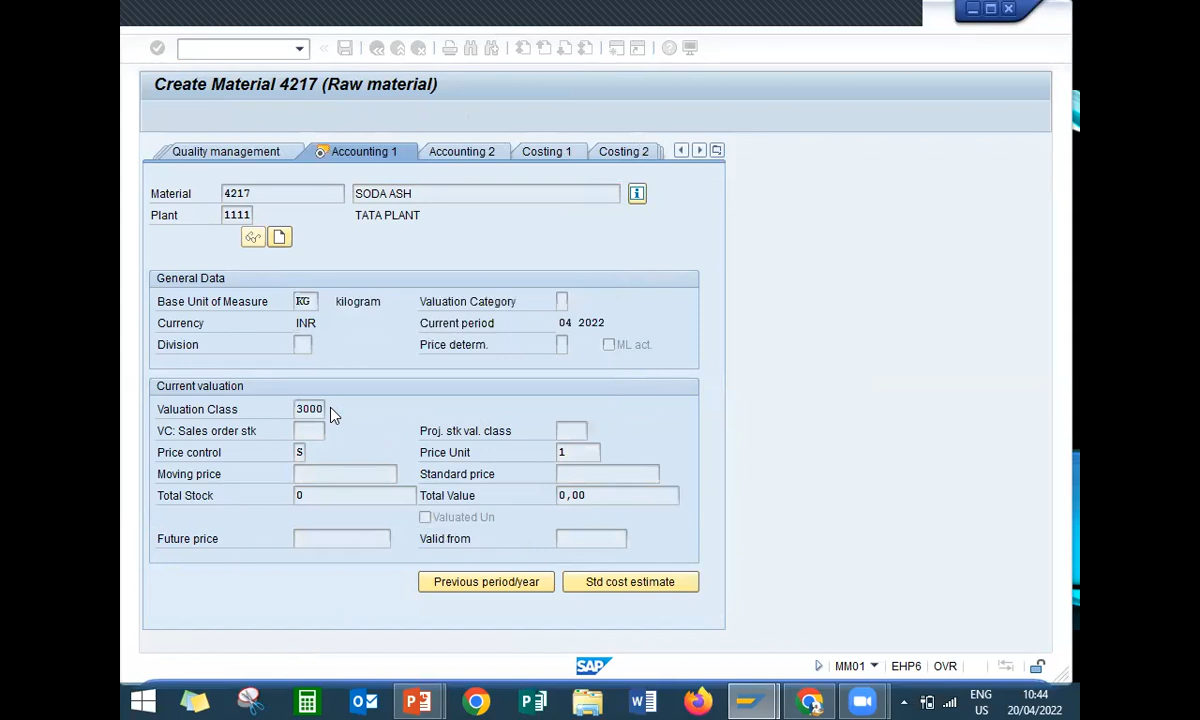 Create Material 4217 (Raw material)
Quality management Accounting 1 Accounting 2 Costing 1 Costing 2
Material 4217 SODA ASH
Plant 1111 TATA PLANT
General Data
Base Unit of Measure KG kilogram Valuation Category
Currency INR Current period 04 2022
Division Price determ. ML act.
Current valuation
Valuation Class 3000
VC: Sales order stk Proj. stk val. class
Price control S Price Unit 1
Moving price Standard price
Total Stock 0 Total Value 0,00
Valuated Un
Future price Valid from
Previous period/year Std cost estimate
SAP MM01 EHP6 OVR
ENG 10:44
US 20/04/2022